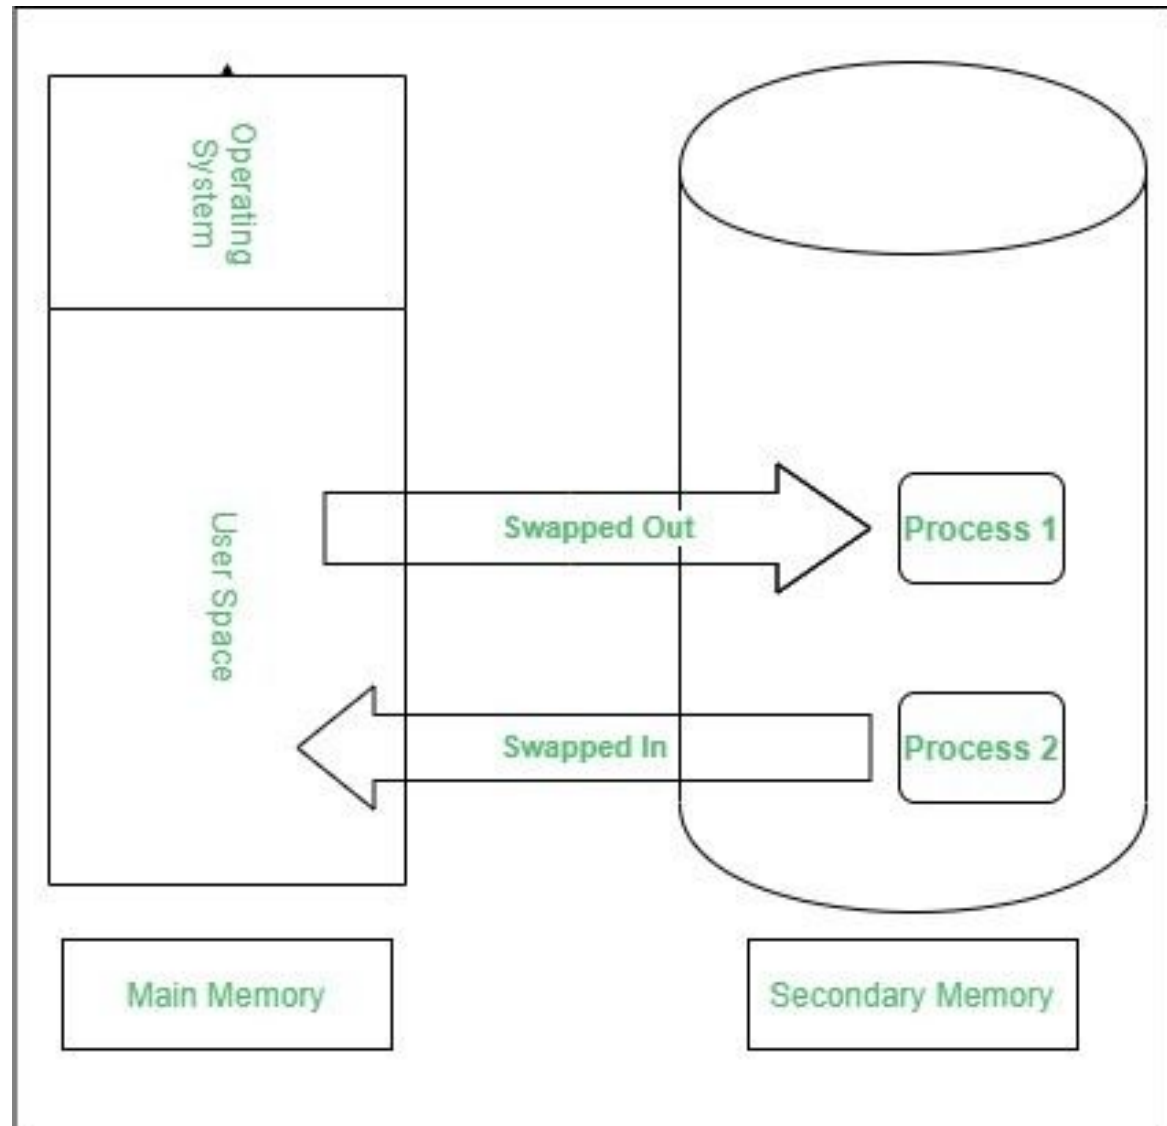 Operating
System
User Space
Swapped Out
Process 1
Swapped In
Process 2
Main Memory
Secondary Memory